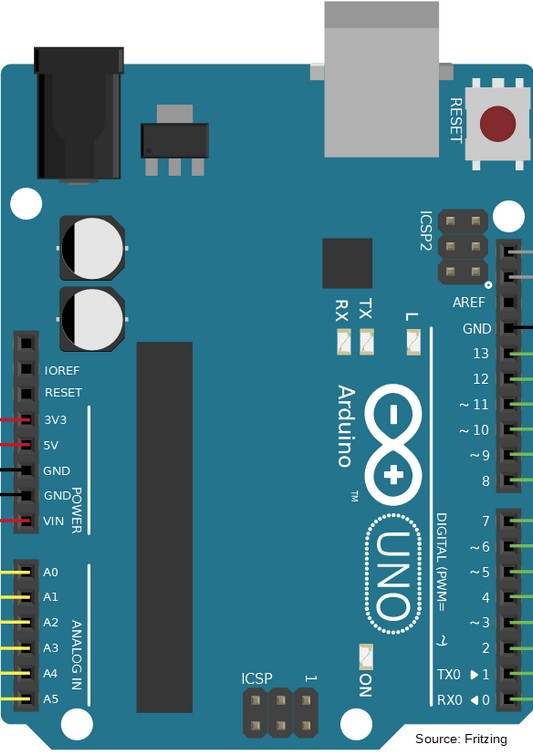 RESET
ICSP2
AREF
GND
RX
TX
L
13
12
~11
~10
~9
8
IOREF
RESET
3V3
5V
GND
GND
VIN
POWER
Arduino
TM
UNO
DIGITAL (PWM= ~)
7
~6
~5
4
~3
2
TX0 ▶ 1
RX0 ◀ 0
A0
A1
A2
A3
A4
A5
ANALOG IN
ICSP
1
ON
Source: Fritzing